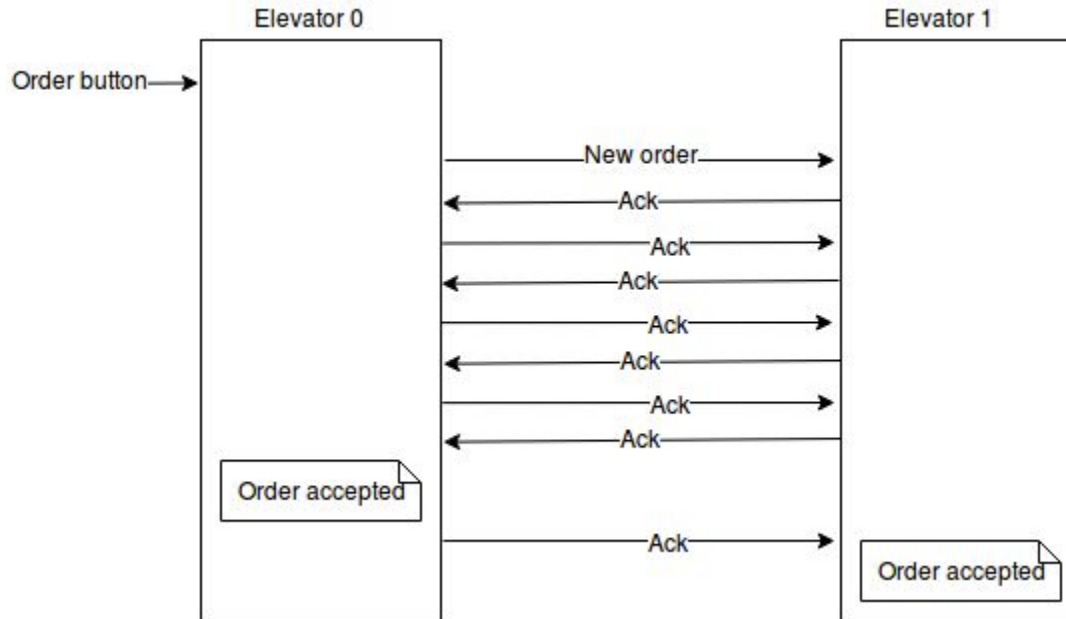 Elevator 0
Elevator 1
Order button
New order
Ack
Ack
Ack
Ack
Ack
Ack
Ack
Order accepted
Ack
Order accepted